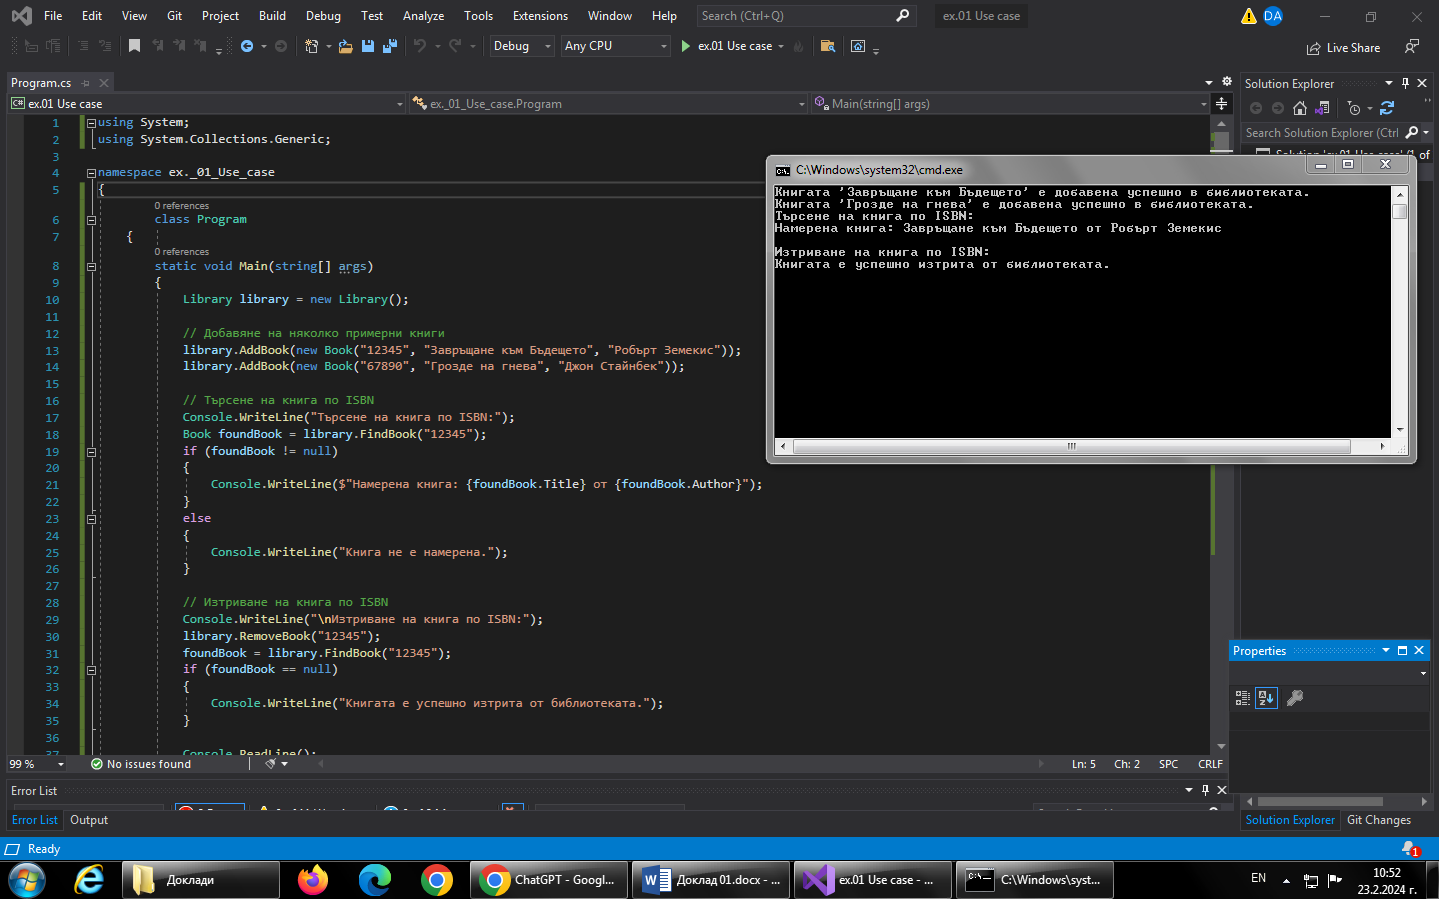 File Edit View Git Project Build Debug Test Analyze Tools Extensions Window Help Search (Ctrl+Q) ex.01 Use case DA
Debug Any CPU ex.01 Use case Live Share
Program.cs
ex.01 Use case ex._01_Use_case.Program Main(string[] args)
1 using System;
2 using System.Collections.Generic;
3
4 namespace ex._01_Use_case
5 {
0 references
6 class Program
7 {
0 references
8 static void Main(string[] args)
9 {
10 Library library = new Library();
11
12 // Добавяне на няколко примерни книги
13 library.AddBook(new Book("12345", "Завръщане към Бъдещето", "Робърт Земекис"));
14 library.AddBook(new Book("67890", "Грозде на гнева", "Джон Стайнбек"));
15
16 // Търсене на книга по ISBN
17 Console.WriteLine("Търсене на книга по ISBN:");
18 Book foundBook = library.FindBook("12345");
19 if (foundBook != null)
20 {
21 Console.WriteLine($"Намерена книга: {foundBook.Title} от {foundBook.Author}");
22 }
23 else
24 {
25 Console.WriteLine("Книга не е намерена.");
26 }
27
28 // Изтриване на книга по ISBN
29 Console.WriteLine("\nИзтриване на книга по ISBN:");
30 library.RemoveBook("12345");
31 foundBook = library.FindBook("12345");
32 if (foundBook == null)
33 {
34 Console.WriteLine("Книгата е успешно изтрита от библиотеката.");
35 }
36
37 Console.ReadLine();
C:\Windows\system32\cmd.exe
Книгата 'Завръщане към Бъдещето' е добавена успешно в библиотеката.
Книгата 'Грозде на гнева' е добавена успешно в библиотеката.
Търсене на книга по ISBN:
Намерена книга: Завръщане към Бъдещето от Робърт Земекис
Изтриване на книга по ISBN:
Книгата е успешно изтрита от библиотеката.
Solution Explorer
Search Solution Explorer (Ctrl
Solution 'ex.01 Use case' (1 of
Properties
99 % No issues found Ln: 5 Ch: 2 SPC CRLF
Error List
Error List Output
Solution Explorer Git Changes
Ready 1
Доклади ChatGPT - Googl... Доклад 01.docx - ... ex.01 Use case - ... C:\Windows\syst... EN 10:52
23.2.2024 г.